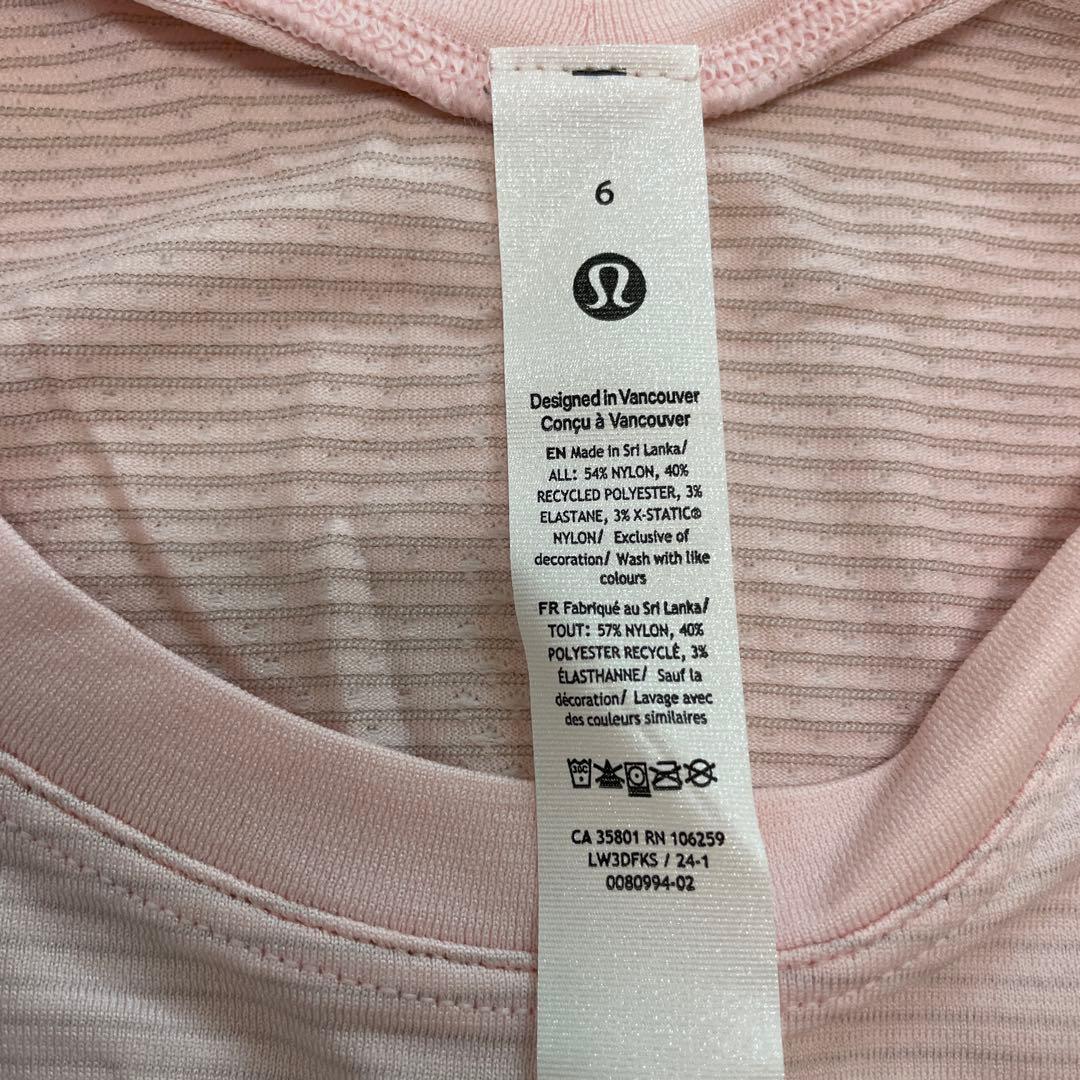 6
Designed in Vancouver
Conçu à Vancouver
EN Made in Sri Lanka/
ALL: 54% NYLON, 40%
RECYCLED POLYESTER, 3%
ELASTANE, 3% X-STATIC®
NYLON/ Exclusive of
decoration/ Wash with like
colours
FR Fabriqué au Sri Lanka/
TOUT: 57% NYLON, 40%
POLYESTER RECYCLÉ, 3%
ÉLASTHANNE/ Sauf la
décoration/ Lavage avec
des couleurs similaires
30C
CA 35801 RN 106259
LW3DFKS / 24-1
0080994-02